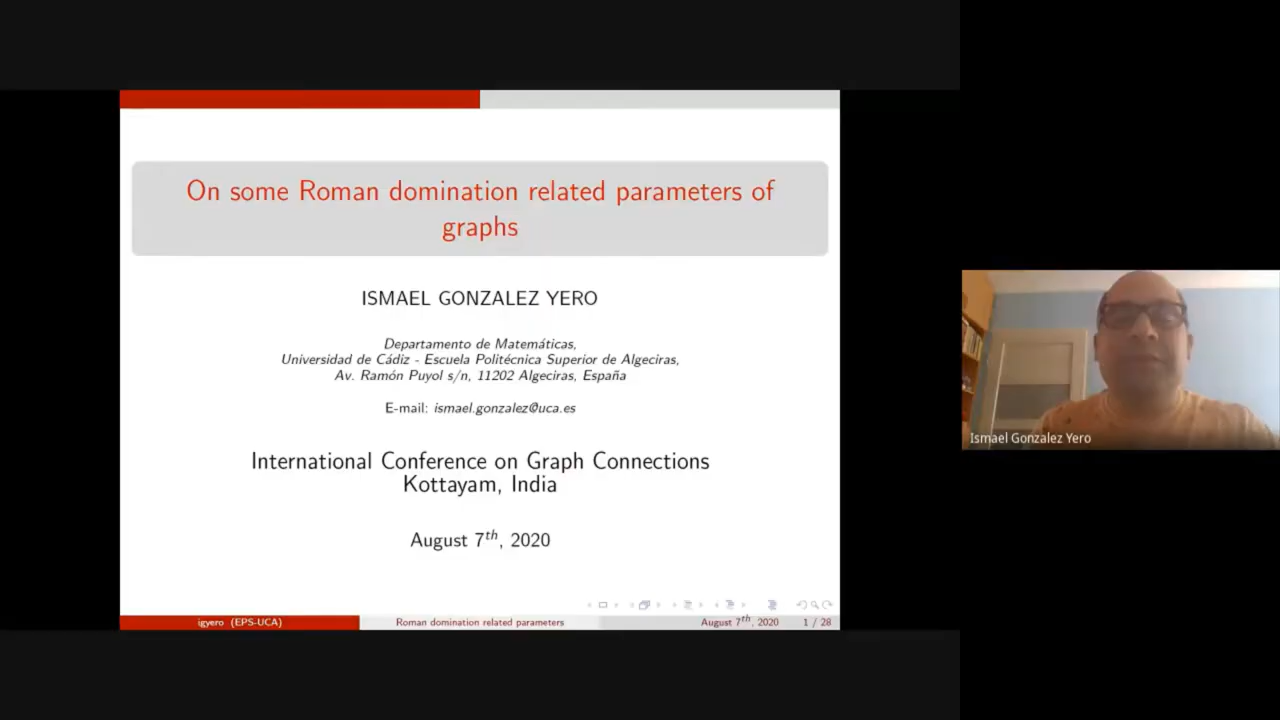 On some Roman domination related parameters of
graphs
ISMAEL GONZALEZ YERO
Departamento de Matemáticas,
Universidad de Cádiz - Escuela Politécnica Superior de Algeciras,
Av. Ramón Puyol s/n, 11202 Algeciras, España
E-mail: ismael.gonzalez@uca.es
International Conference on Graph Connections
Kottayam, India
August 7th, 2020
igyero (EPS-UCA) Roman domination related parameters August 7th, 2020 1 / 28
Ismael Gonzalez Yero